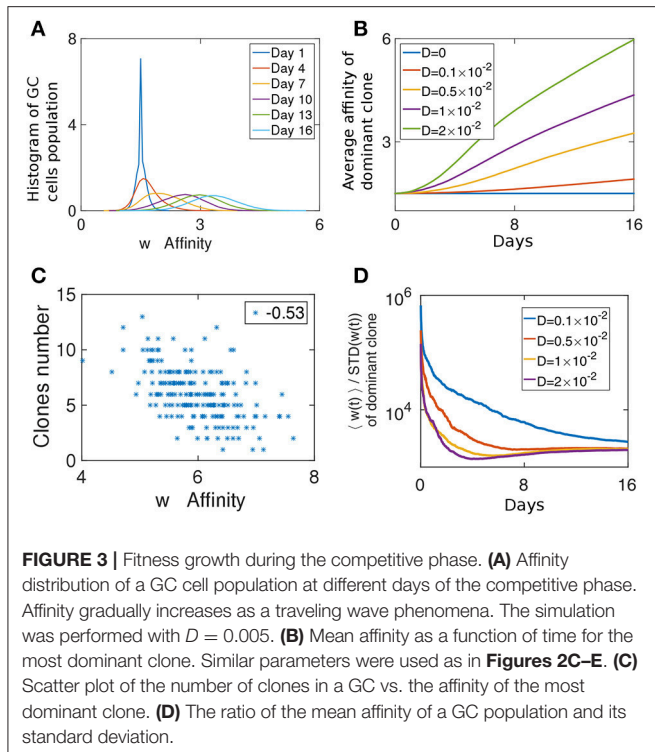 A
Histogram of GC
cells population
8
4
0
0
3
6
w Affinity
Day 1
Day 4
Day 7
Day 10
Day 13
Day 16
B
Average affinity of
dominant clone
6
3
0
8
16
Days
D=0
D=0.1×10⁻²
D=0.5×10⁻²
D=1×10⁻²
D=2×10⁻²
C
Clones number
15
10
5
0
4
6
8
w Affinity
-0.53
D
⟨ w(t) ⟩ / STD(w(t))
of dominant clone
10⁶
10⁴
0
8
16
Days
D=0.1×10⁻²
D=0.5×10⁻²
D=1×10⁻²
D=2×10⁻²
FIGURE 3 | Fitness growth during the competitive phase. (A) Affinity
distribution of a GC cell population at different days of the competitive phase.
Affinity gradually increases as a traveling wave phenomena. The simulation
was performed with D = 0.005. (B) Mean affinity as a function of time for the
most dominant clone. Similar parameters were used as in Figures 2C–E. (C)
Scatter plot of the number of clones in a GC vs. the affinity of the most
dominant clone. (D) The ratio of the mean affinity of a GC population and its
standard deviation.